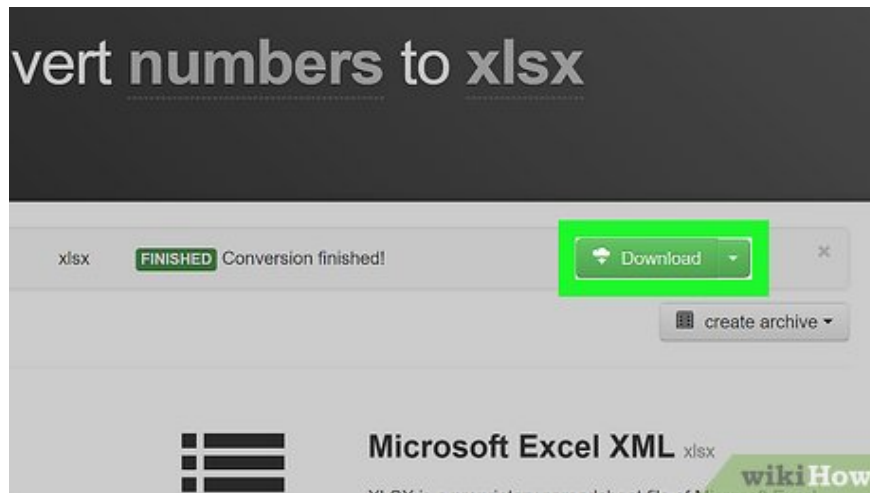 vert numbers to xlsx
xlsx FINISHED Conversion finished! Download ×
create archive
Microsoft Excel XML xlsx
wikiHow